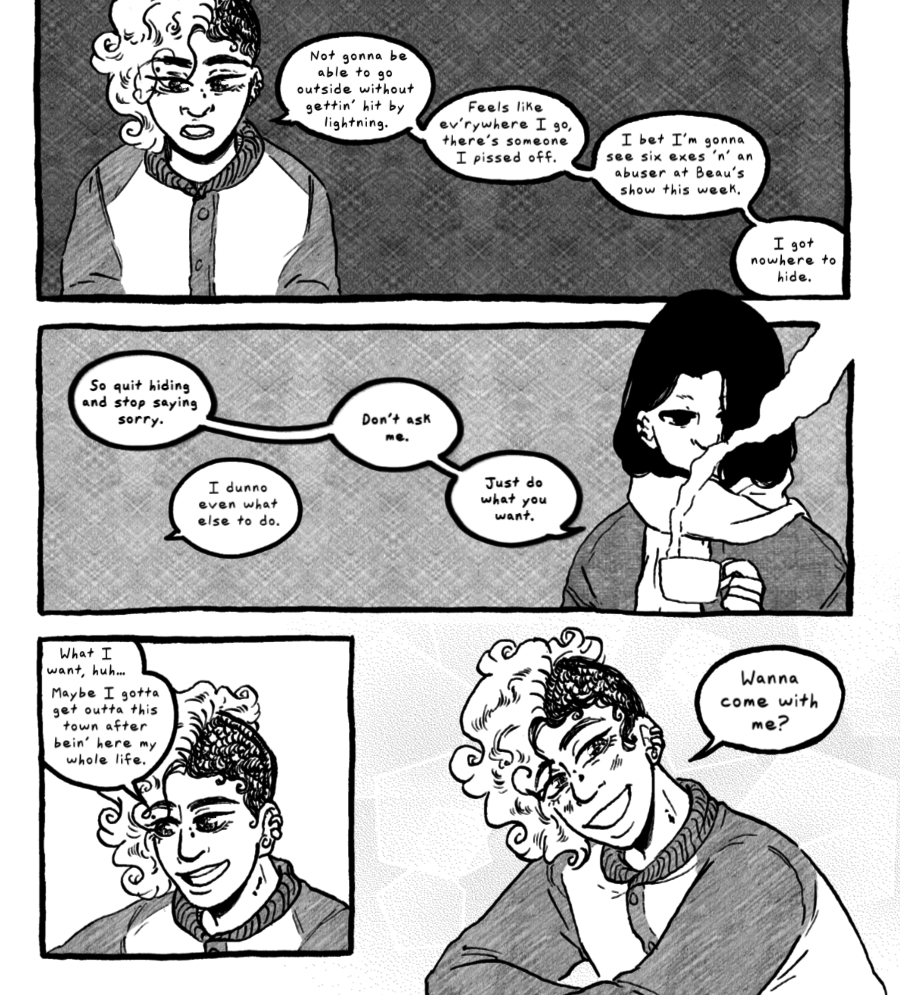 Not gonna be
able to go
outside without
gettin' hit by
lightning.
Feels like
ev'rywhere I go,
there's someone
I pissed off.
I bet I'm gonna
see six exes 'n' an
abuser at Beau's
show this week.
I got
nowhere to
hide.
So quit hiding
and stop saying
sorry.
Don't ask
me.
I dunno
even what
else to do.
Just do
what you
want.
What I
want, huh...
Maybe I gotta
get outta this
town after
bein' here my
whole life.
Wanna
come with
me?